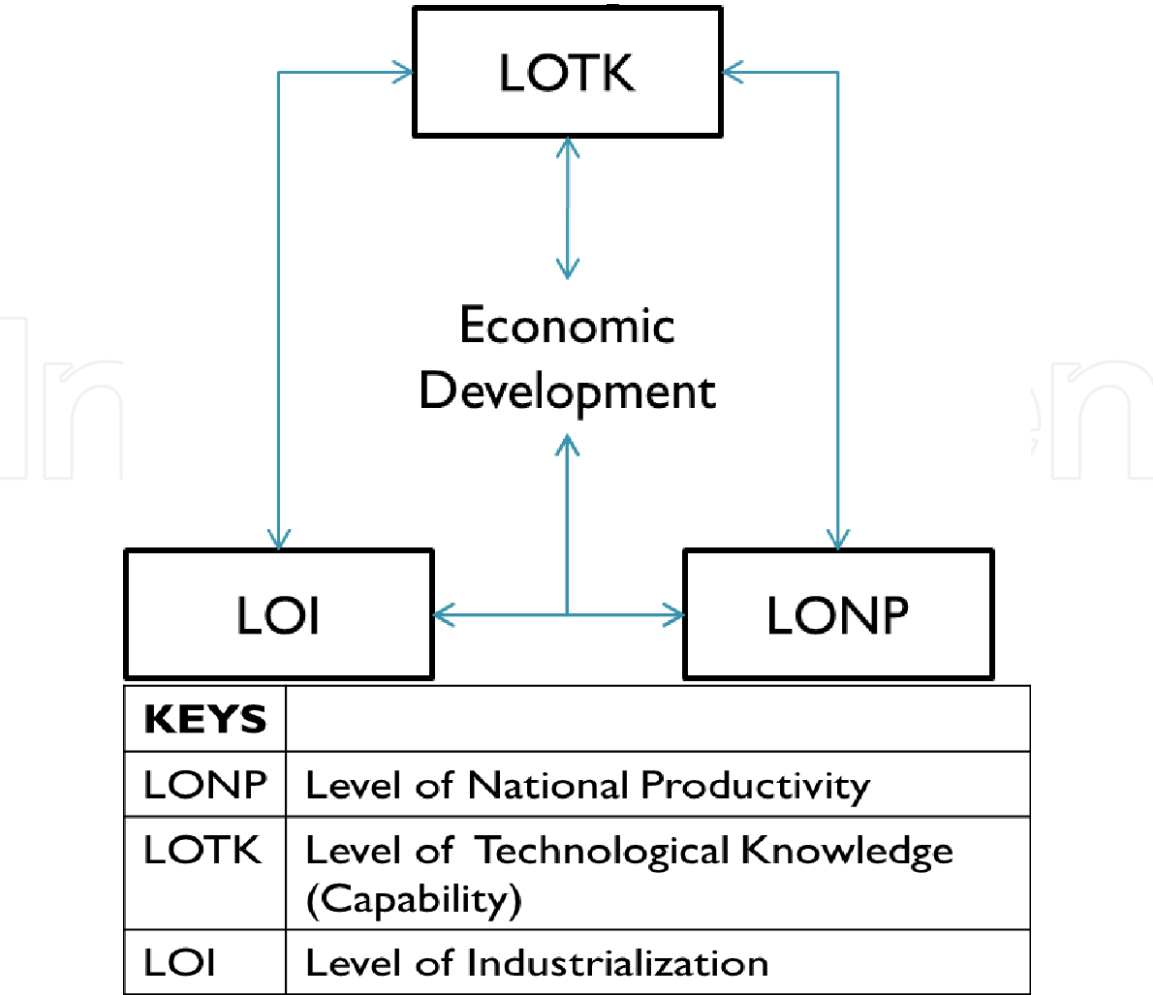 LOTK
Economic
Development
LOI
LONP
KEYS
LONP Level of National Productivity
LOTK Level of Technological Knowledge
(Capability)
LOI Level of Industrialization